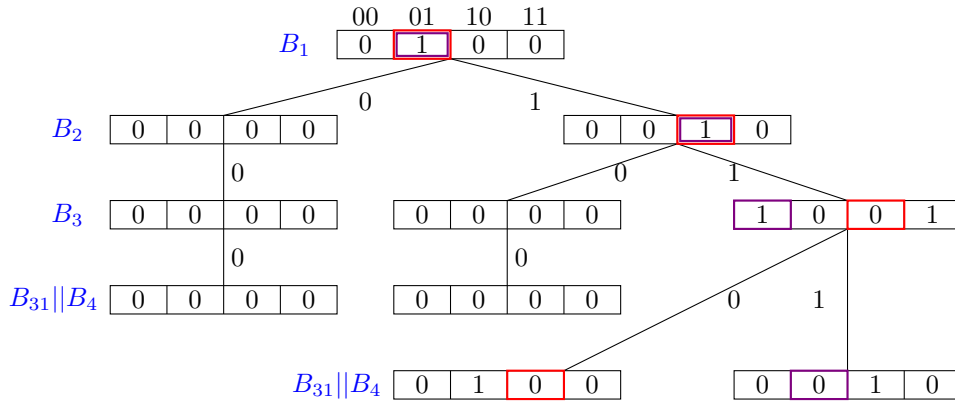 00 01 10 11
B₁ 0 1 0 0
0 1
B₂ 0 0 0 0 0 0 1 0
0 0 1
B₃ 0 0 0 0 0 0 0 0 1 0 0 1
0 0
B₃₁||B₄ 0 0 0 0 0 0 0 0
0 1
B₃₁||B₄ 0 1 0 0 0 0 1 0